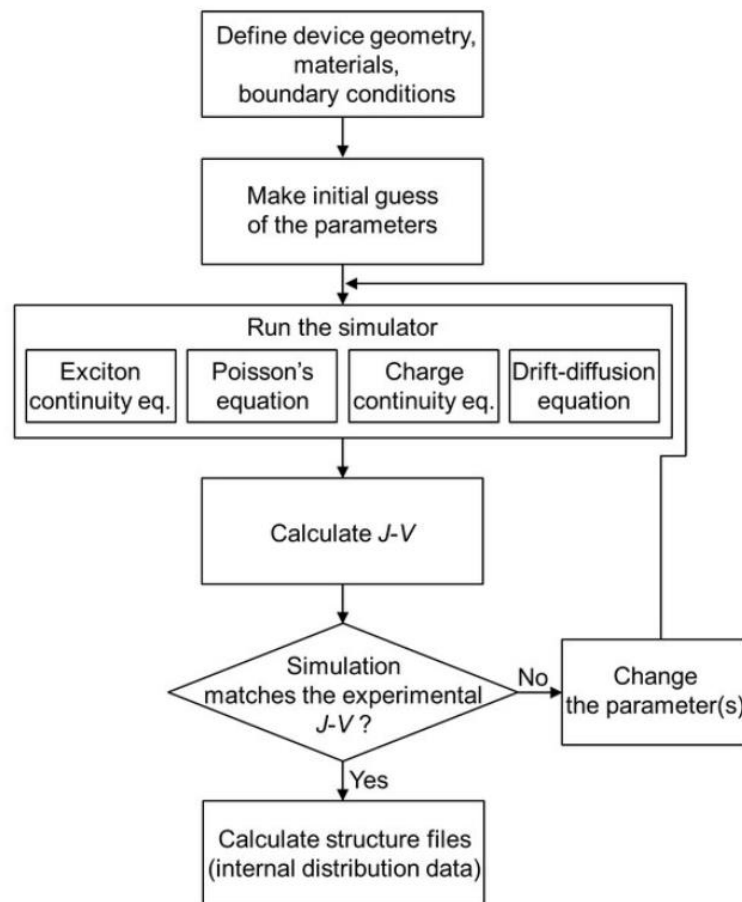 Define device geometry,
materials,
boundary conditions
Make initial guess
of the parameters
Run the simulator
Exciton
continuity eq.
Poisson's
equation
Charge
continuity eq.
Drift-diffusion
equation
Calculate J-V
Simulation
matches the experimental
J-V ?
No
Change
the parameter(s)
Yes
Calculate structure files
(internal distribution data)